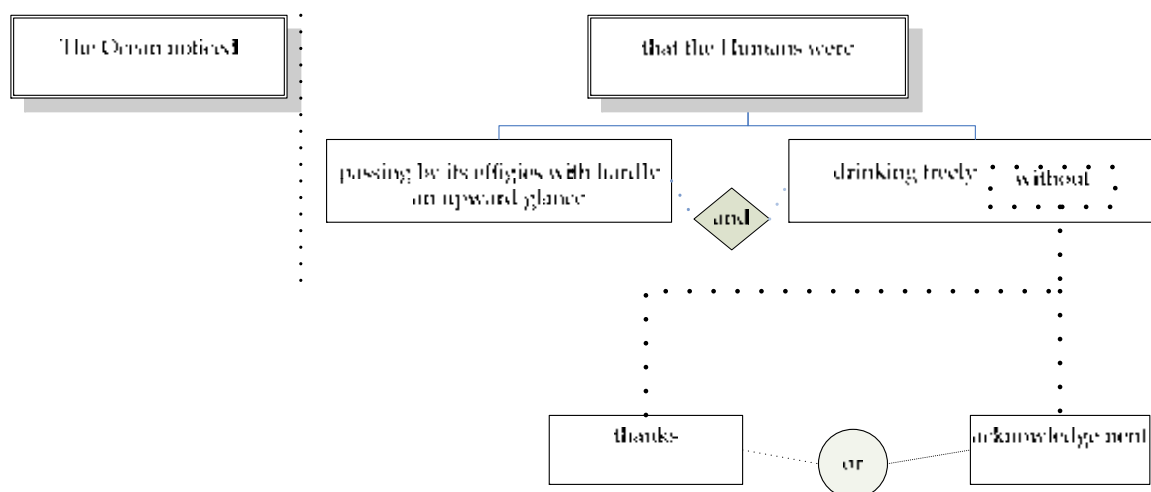 The Ocean noticed
that the Humans were
passing by its effigies with hardly
an upward glance
and
drinking freely
without
thanks
or
acknowledgement